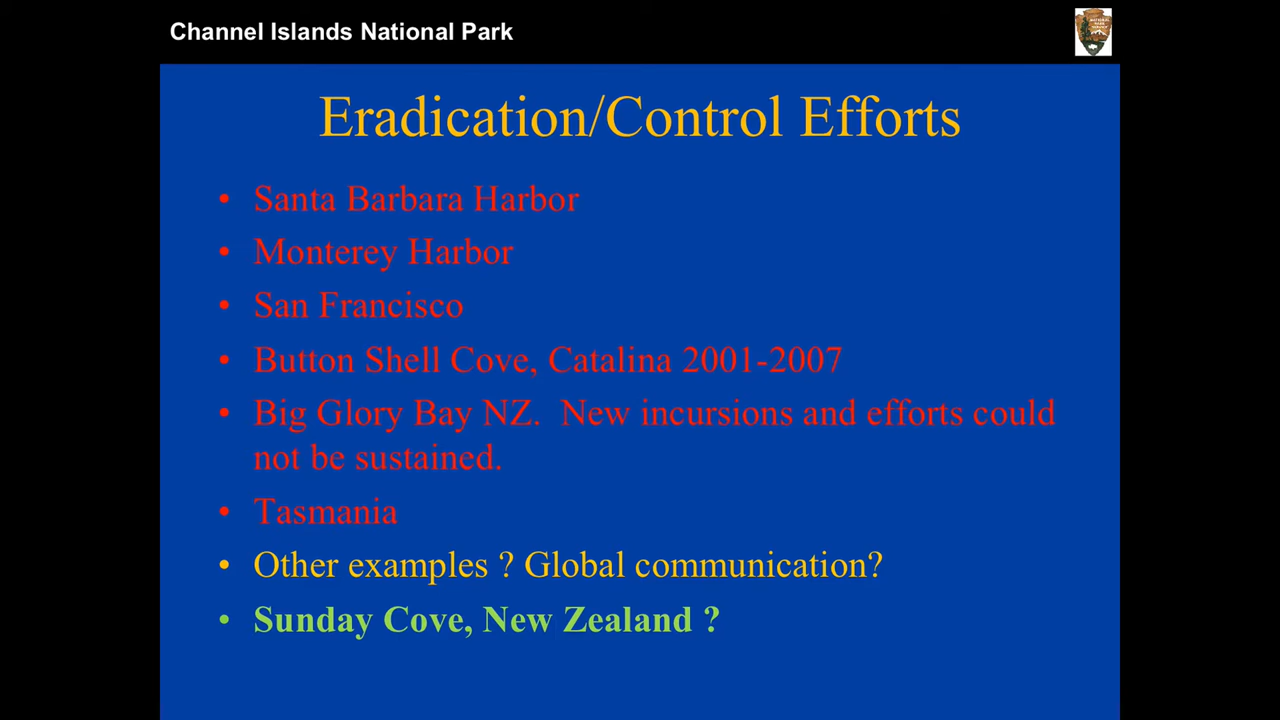 Channel Islands National Park
Eradication/Control Efforts
• Santa Barbara Harbor
• Monterey Harbor
• San Francisco
• Button Shell Cove, Catalina 2001-2007
• Big Glory Bay NZ.  New incursions and efforts could
not be sustained.
• Tasmania
• Other examples ? Global communication?
• Sunday Cove, New Zealand ?